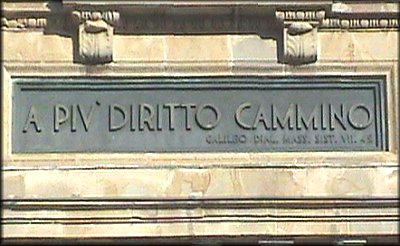 A PIV' DIRITTO CAMMINO
GALILEO DIAL. MASS. SIST. VII. 45